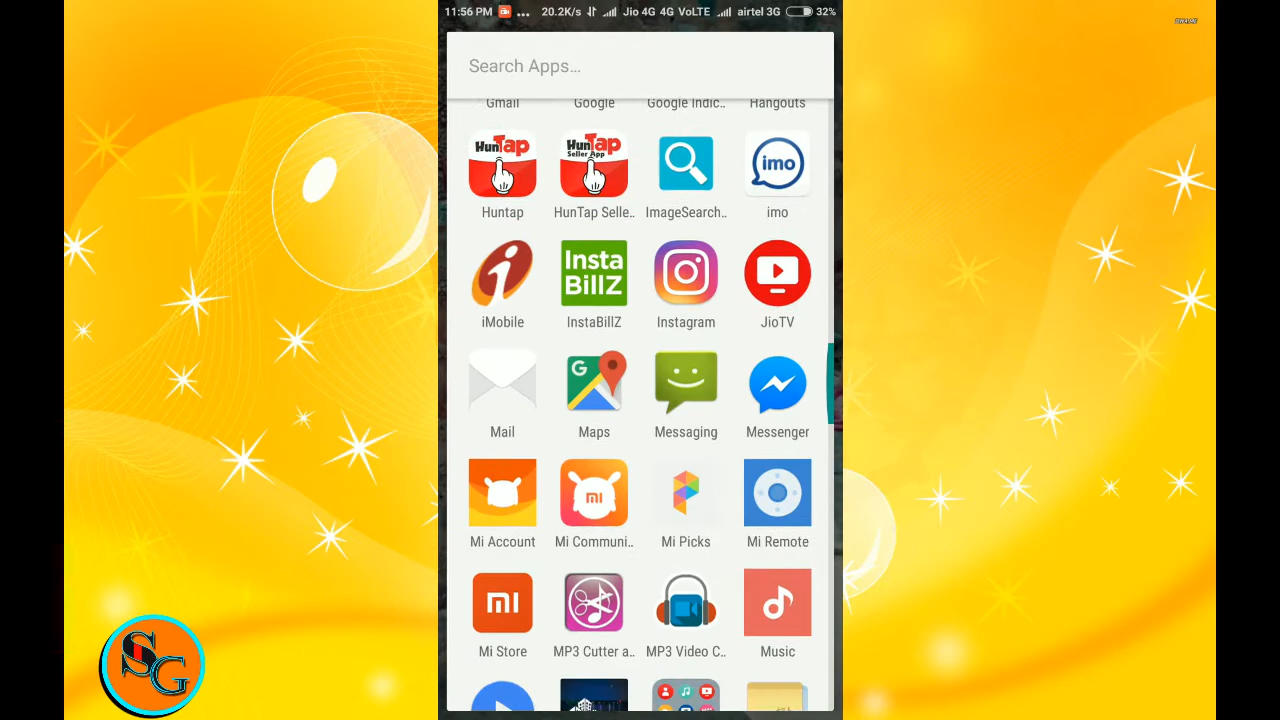 11:56 PM ... 20.2K/s Jio 4G 4G VoLTE airtel 3G 32%
Search Apps...
Gmail Google Google Indic.. Hangouts
HunTap HunTap Seller App imo
Huntap HunTap Selle.. ImageSearch.. imo
i Insta BillZ
iMobile InstaBillZ Instagram JioTV
G
Mail Maps Messaging Messenger
mi
Mi Account Mi Communi.. Mi Picks Mi Remote
mi
Mi Store MP3 Cutter a.. MP3 Video C.. Music
SG